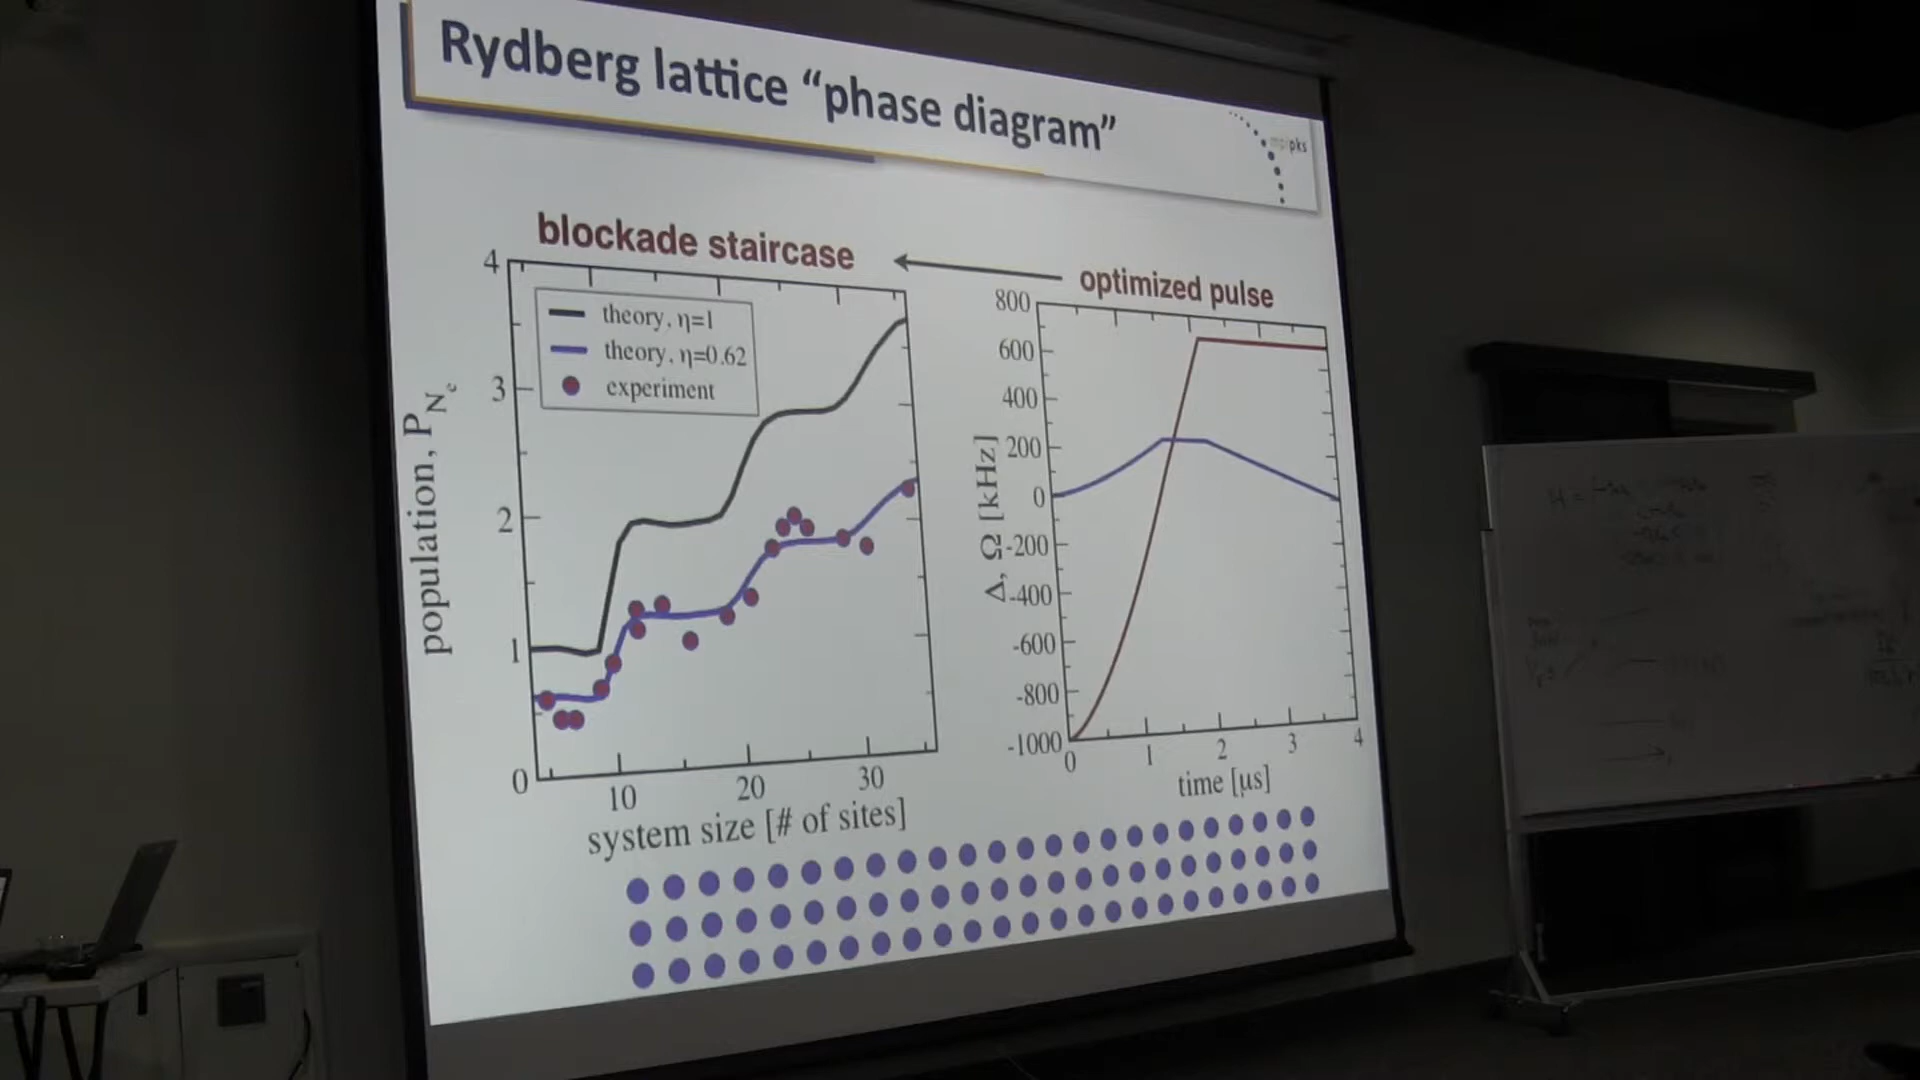 Rydberg lattice “phase diagram”
pks
blockade staircase
optimized pulse
4
3
2
1
0
theory, η=1
theory, η=0.62
experiment
population, P_Ne
10
20
30
system size [# of sites]
800
600
400
200
0
-200
-400
-600
-800
-1000
Δ, Ω [kHz]
0
1
2
3
4
time [μs]